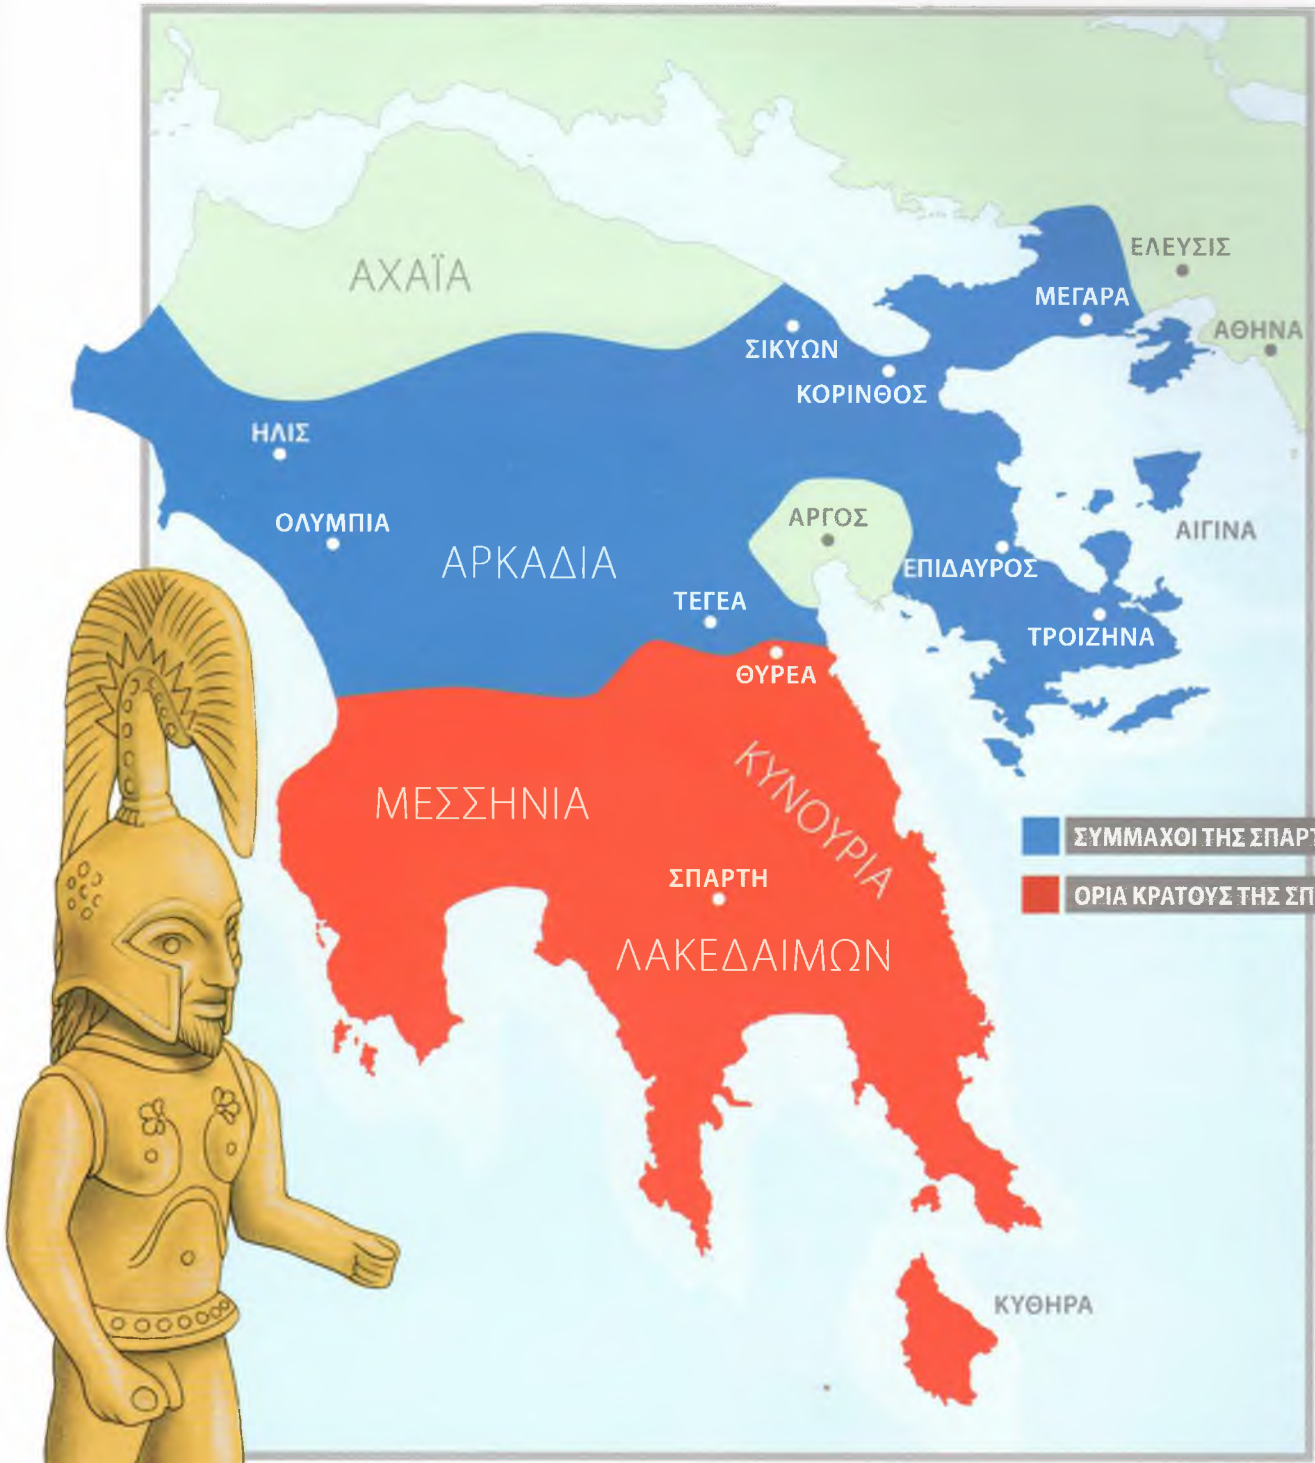 ΑΧΑΪΑ
ΕΛΕΥΣΙΣ
ΜΕΓΑΡΑ
ΑΘΗΝΑ
ΣΙΚΥΩΝ
ΚΟΡΙΝΘΟΣ
ΗΛΙΣ
ΟΛΥΜΠΙΑ
ΑΡΓΟΣ
ΑΙΓΙΝΑ
ΑΡΚΑΔΙΑ
ΕΠΙΔΑΥΡΟΣ
ΤΕΓΕΑ
ΤΡΟΙΖΗΝΑ
ΘΥΡΕΑ
ΚΥΝΟΥΡΙΑ
ΜΕΣΣΗΝΙΑ
ΣΥΜΜΑΧΟΙ ΤΗΣ ΣΠΑΡΤ
ΣΠΑΡΤΗ
ΟΡΙΑ ΚΡΑΤΟΥΣ ΤΗΣ ΣΠ
ΛΑΚΕΔΑΙΜΩΝ
ΚΥΘΗΡΑ